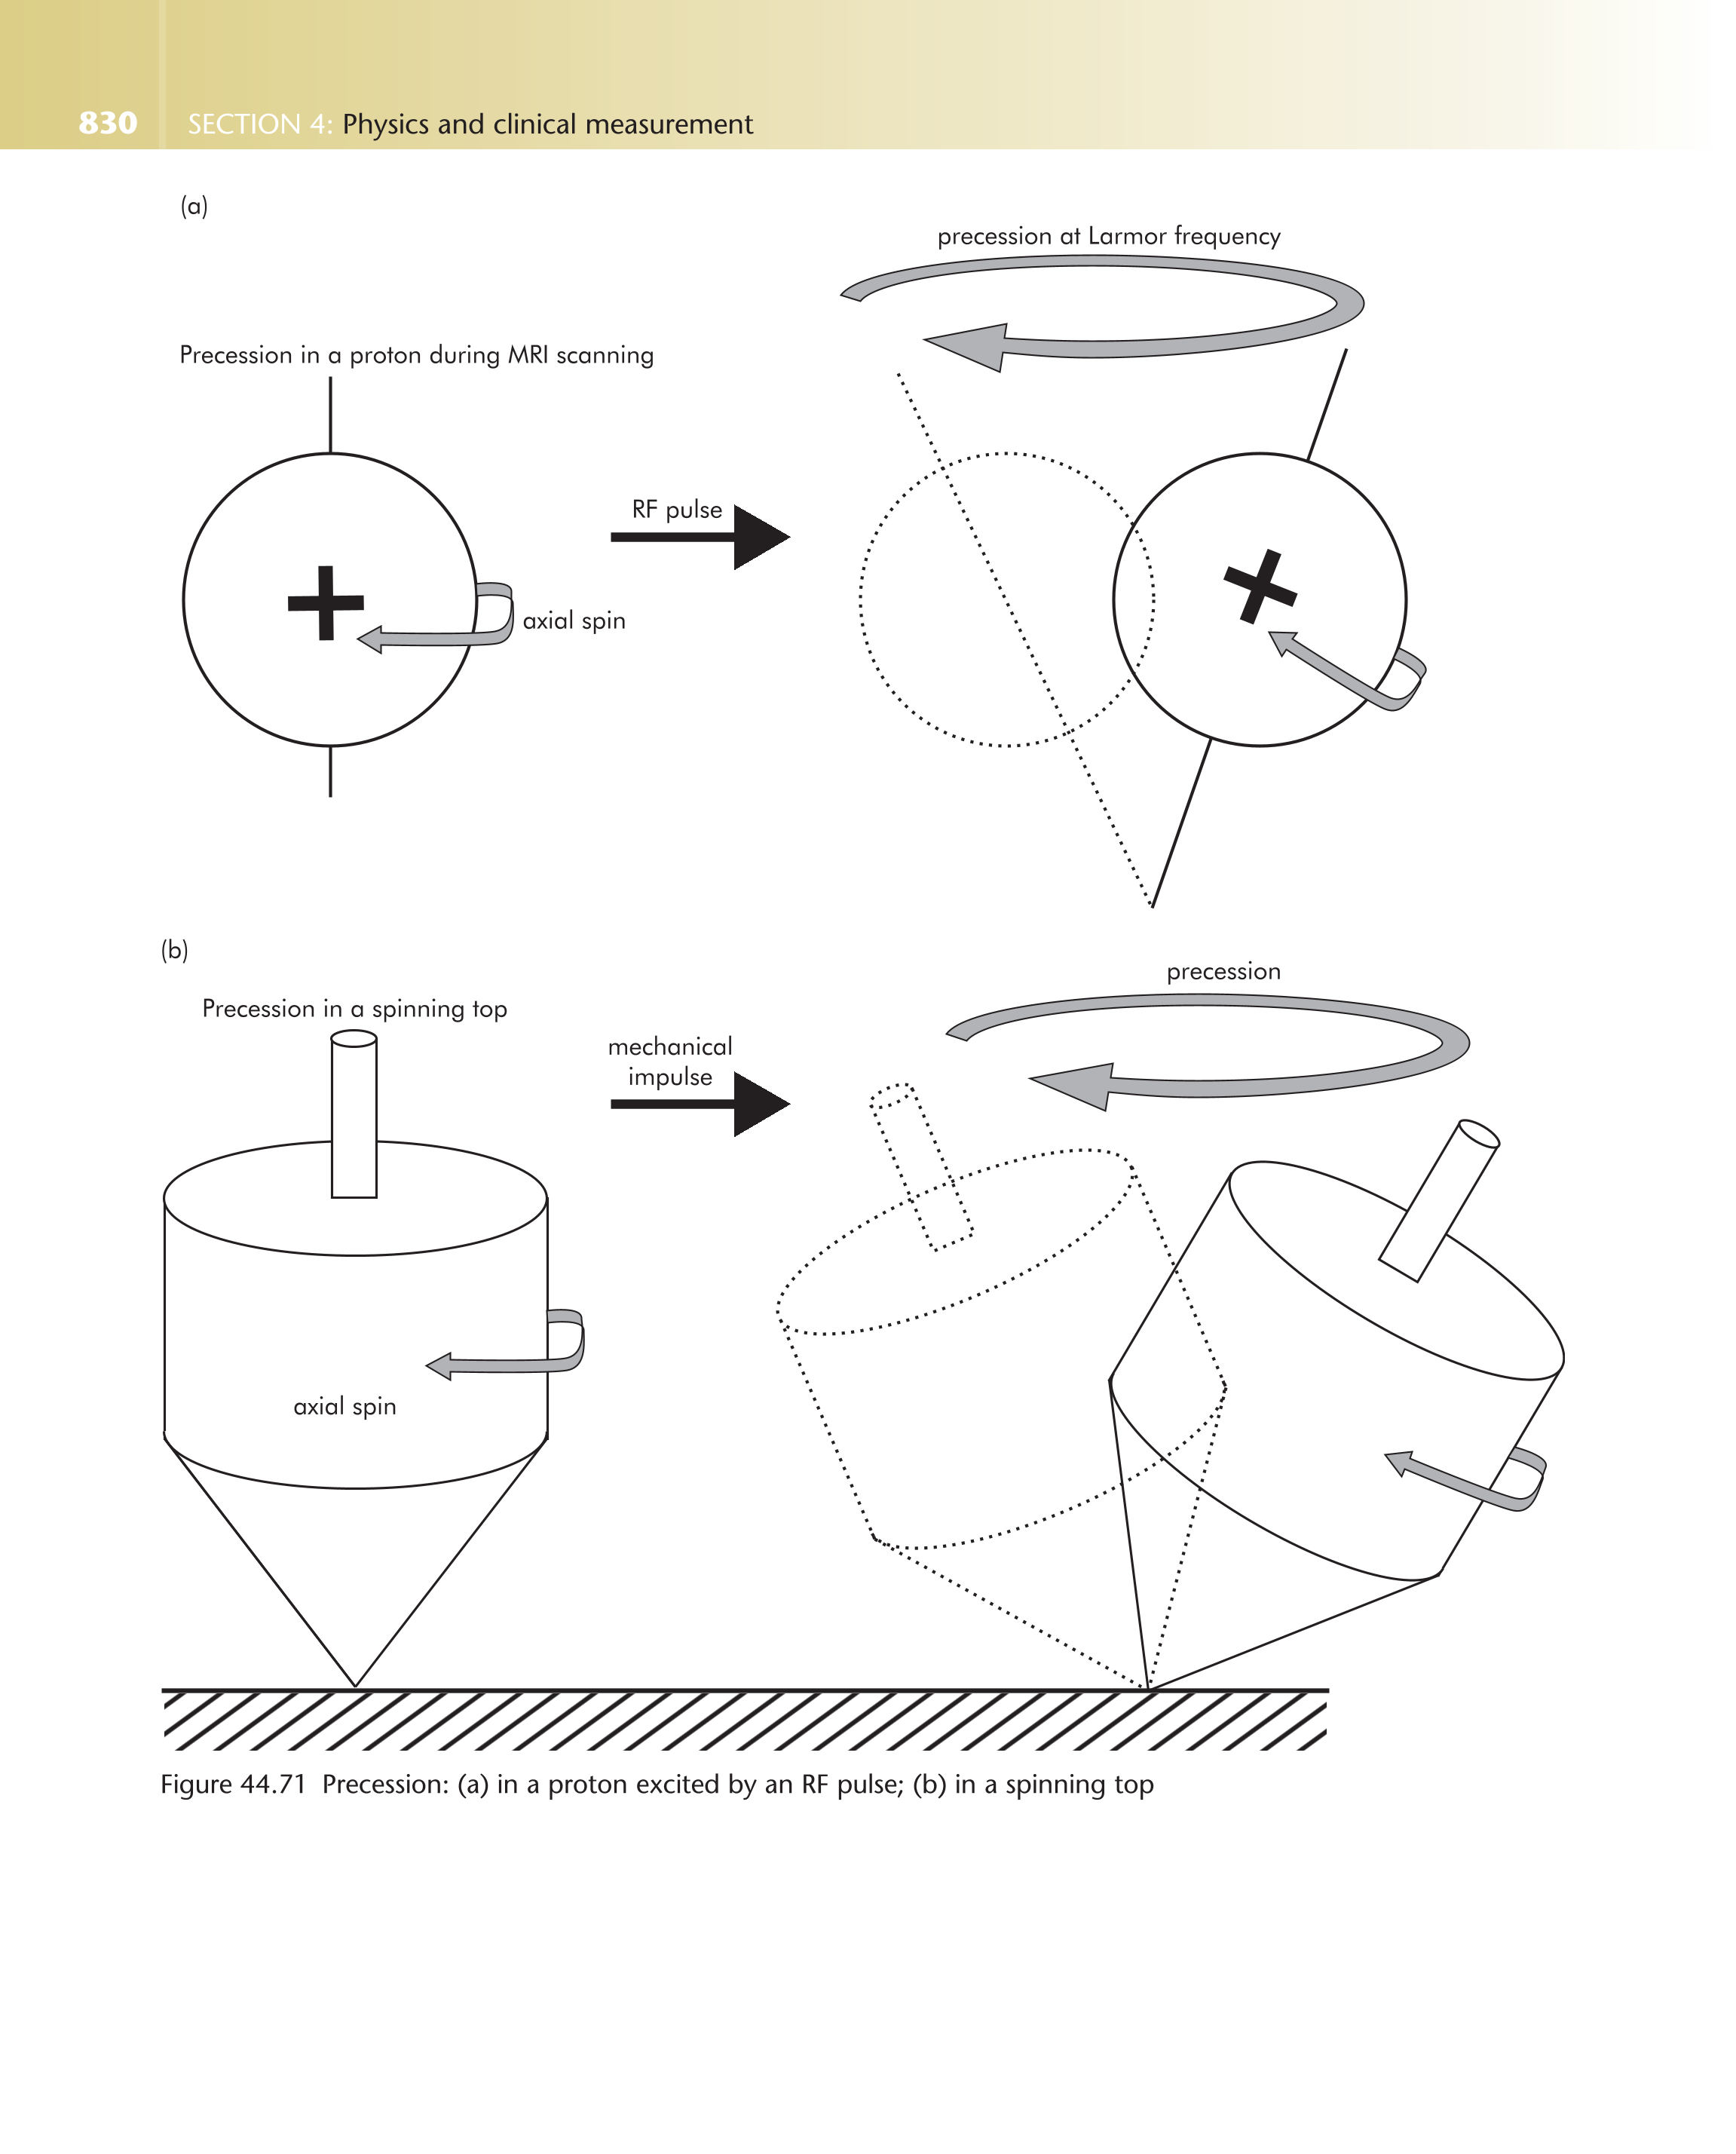 830 SECTION 4: Physics and clinical measurement
(a)
precession at Larmor frequency
Precession in a proton during MRI scanning
RF pulse
axial spin
(b)
precession
Precession in a spinning top
mechanical
impulse
axial spin
Figure 44.71 Precession: (a) in a proton excited by an RF pulse; (b) in a spinning top